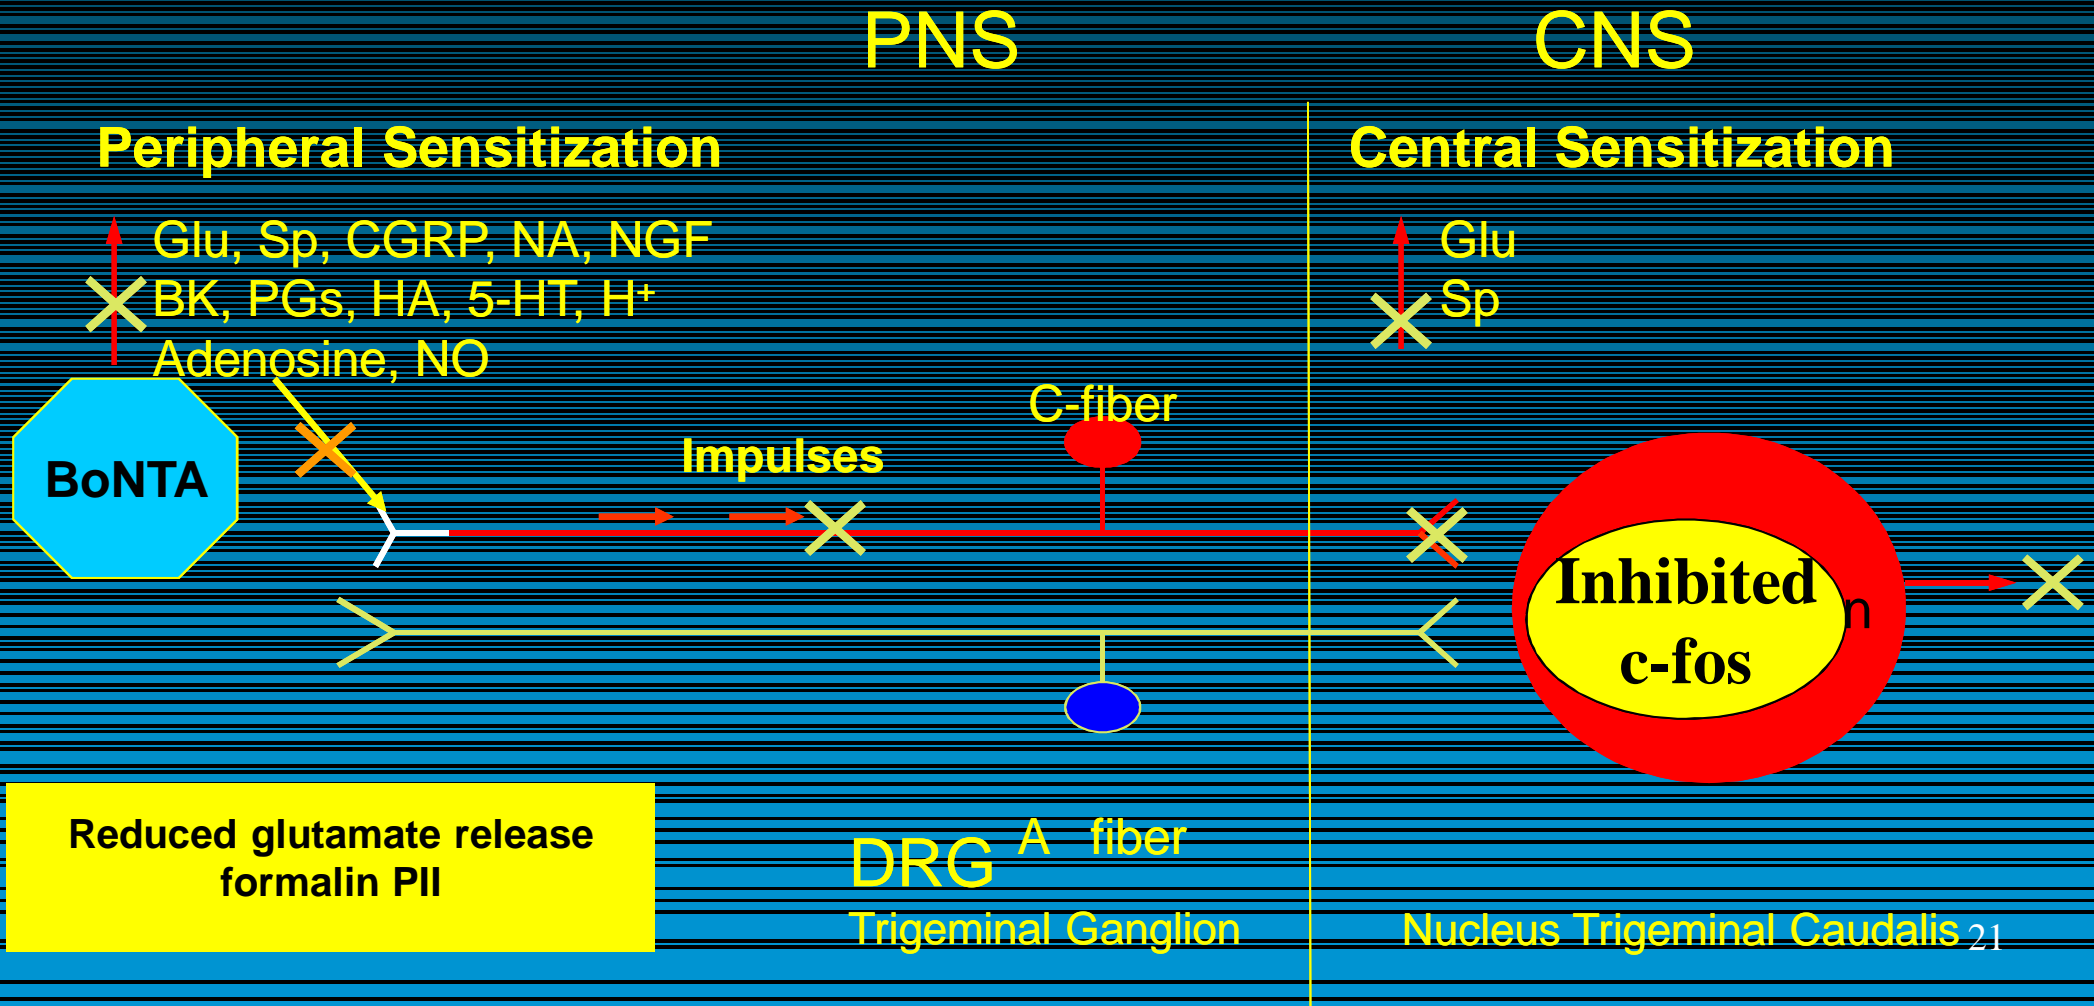 PNS
CNS
Peripheral Sensitization
Central Sensitization
Glu, Sp, CGRP, NA, NGF
BK, PGs, HA, 5-HT, H⁺
Adenosine, NO
Glu
Sp
BoNTA
Impulses
C-fiber
Inhibited
c-fos
n
Reduced glutamate release
formalin PII
DRG
A fiber
Trigeminal Ganglion
Nucleus Trigeminal Caudalis
21